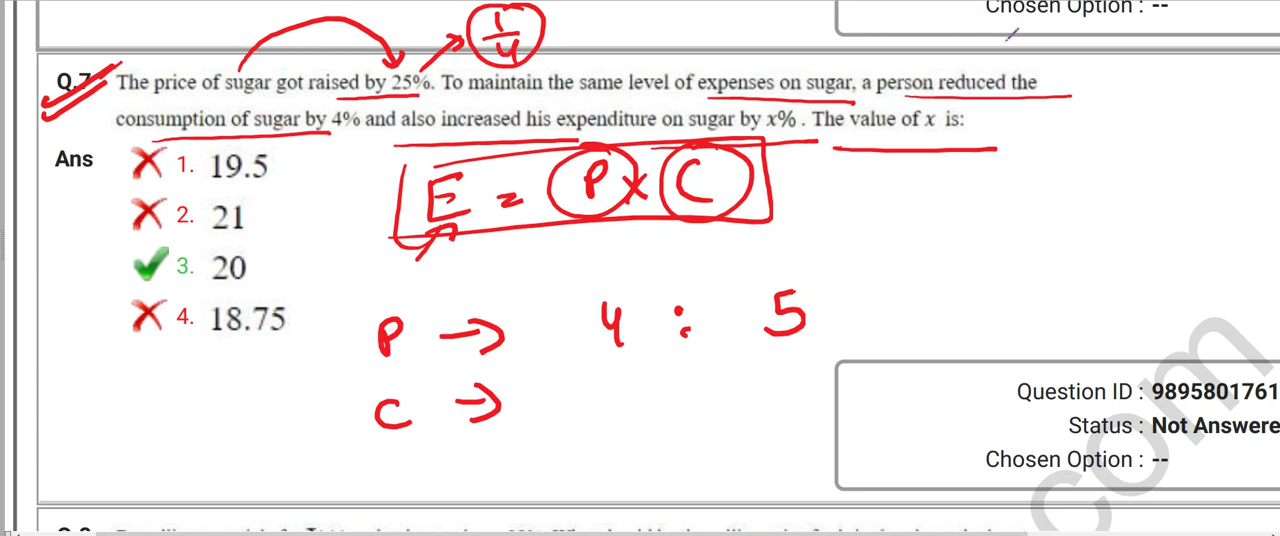 Chosen Option : --
1/4
Q.7 The price of sugar got raised by 25%. To maintain the same level of expenses on sugar, a person reduced the
consumption of sugar by 4% and also increased his expenditure on sugar by x% . The value of x is:
Ans 1. 19.5
2. 21
3. 20
4. 18.75
E = P × C
P → 4 : 5
C →
Question ID : 9895801761
Status : Not Answere
Chosen Option : --
com